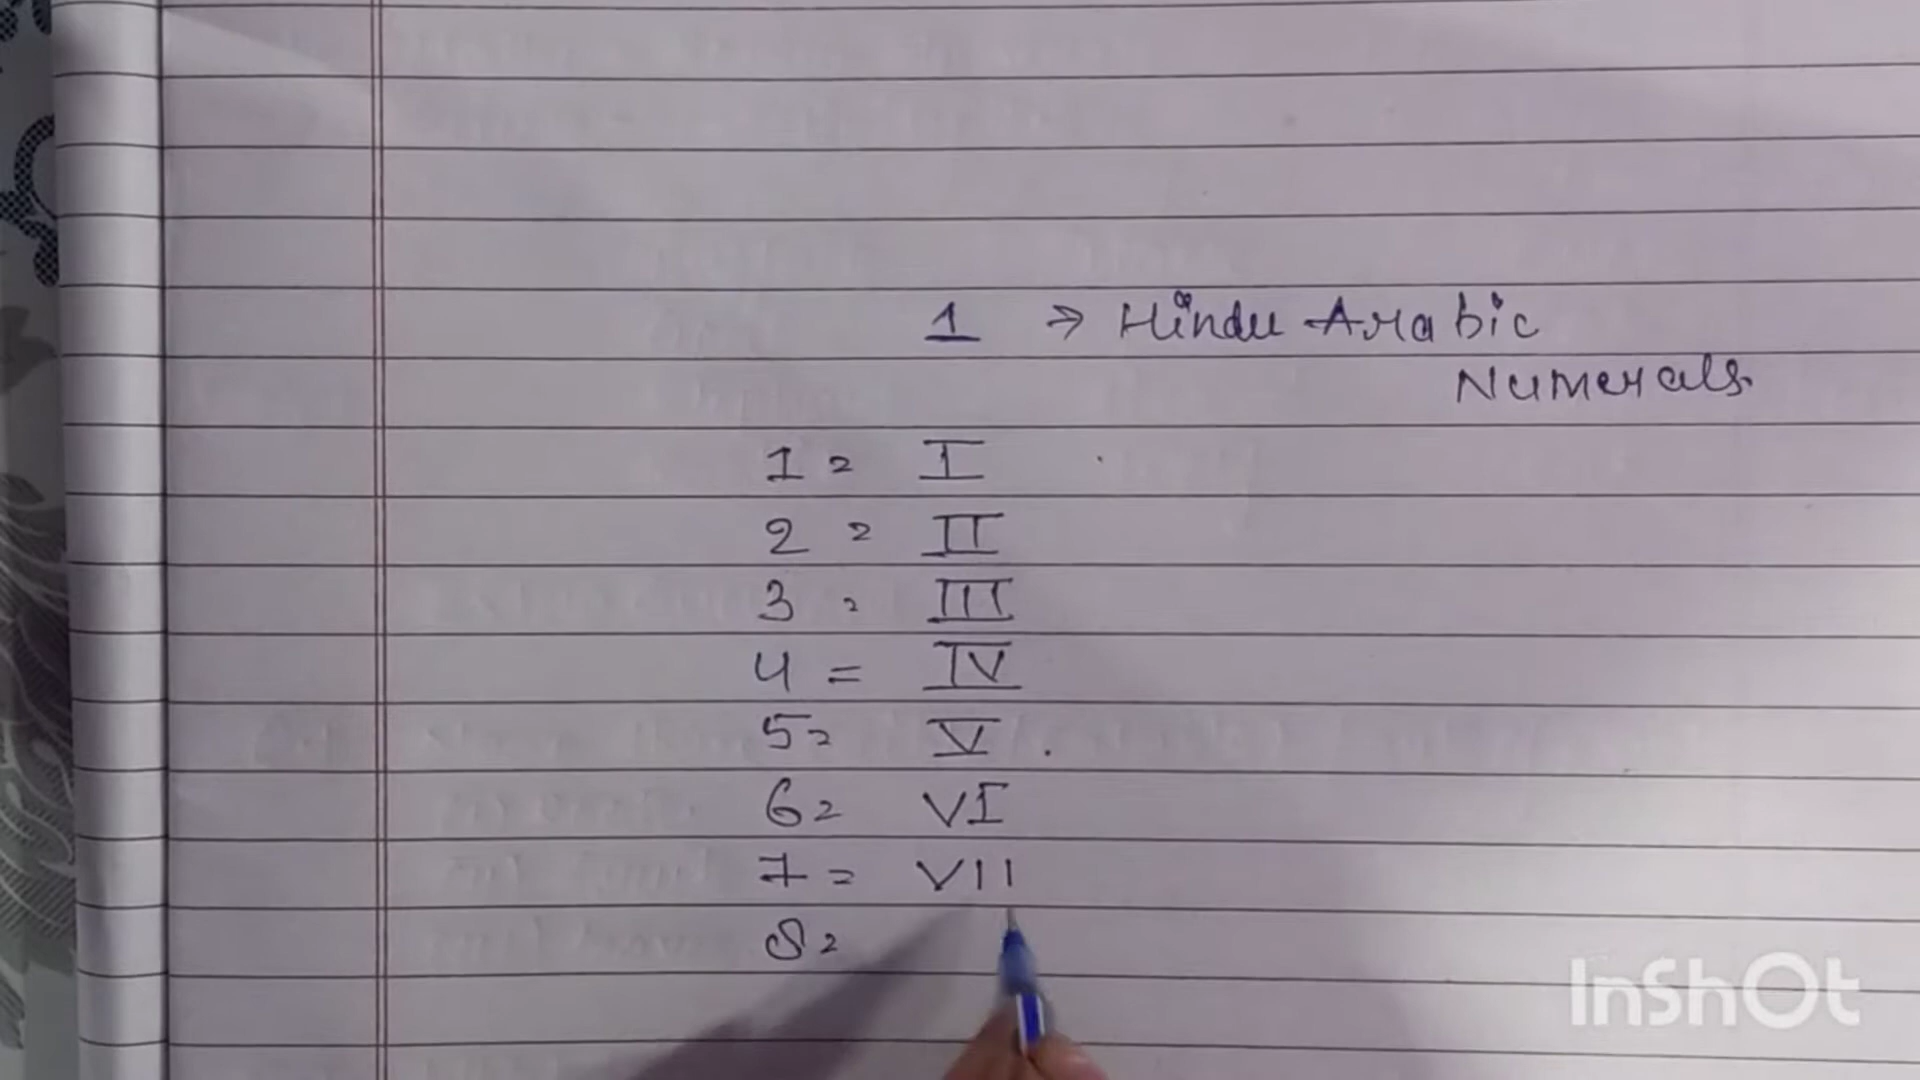 1 → Hindu Arabic
Numerals.
1 = I
2 = II
3 = III
4 = IV
5 = V .
6 = VI
7 = VII
8 =
InShOt